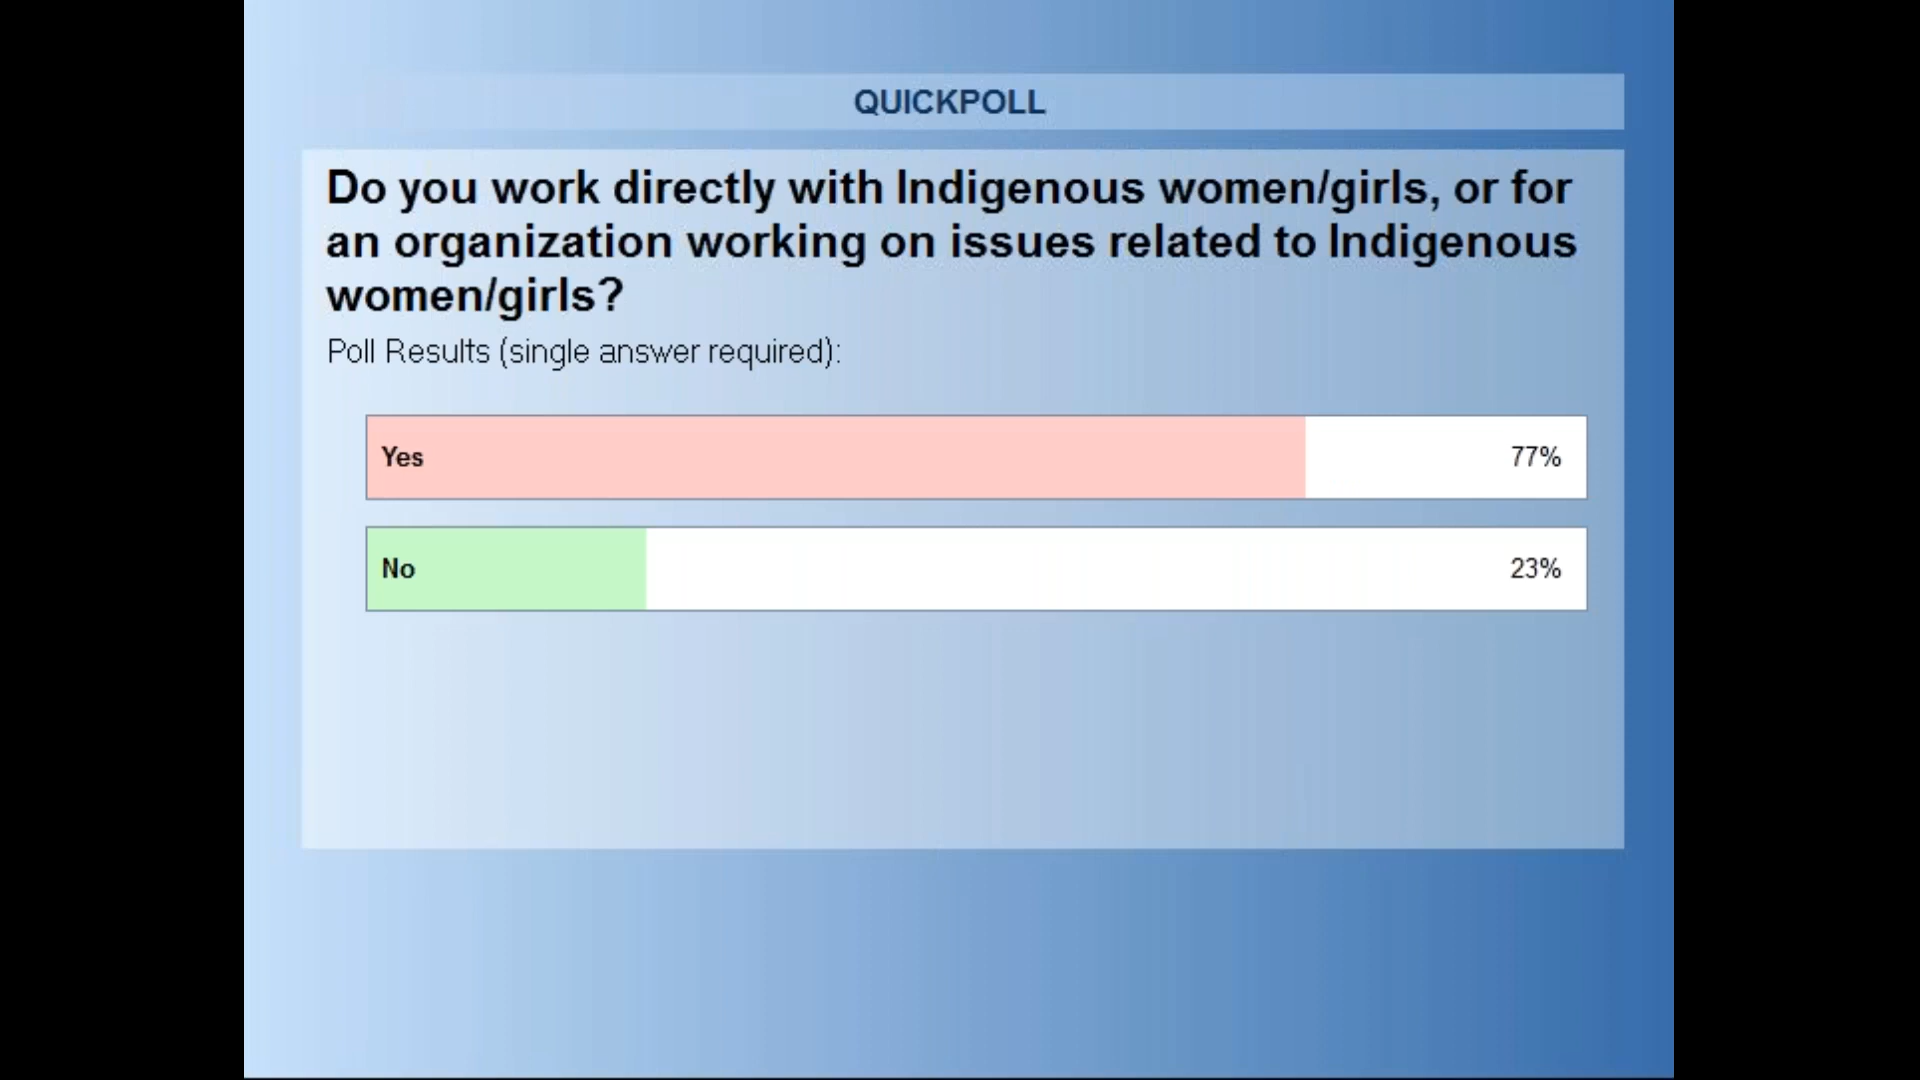 QUICKPOLL
Do you work directly with Indigenous women/girls, or for
an organization working on issues related to Indigenous
women/girls?
Poll Results (single answer required):
Yes 77%
No 23%